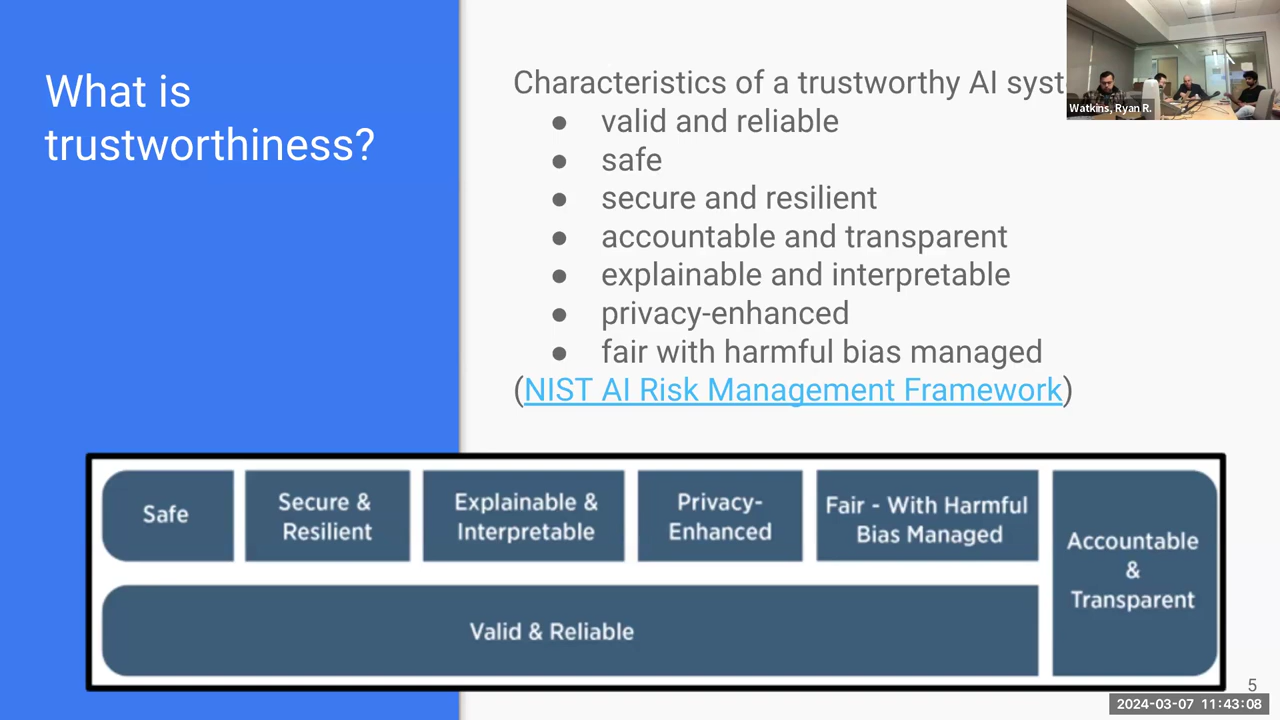 What is
trustworthiness?
Characteristics of a trustworthy AI syst
● valid and reliable
● safe
● secure and resilient
● accountable and transparent
● explainable and interpretable
● privacy-enhanced
● fair with harmful bias managed
(NIST AI Risk Management Framework)
Watkins, Ryan R.
Safe
Secure &
Resilient
Explainable &
Interpretable
Privacy-
Enhanced
Fair - With Harmful
Bias Managed
Accountable
&
Transparent
Valid & Reliable
5
2024-03-07 11:43:08